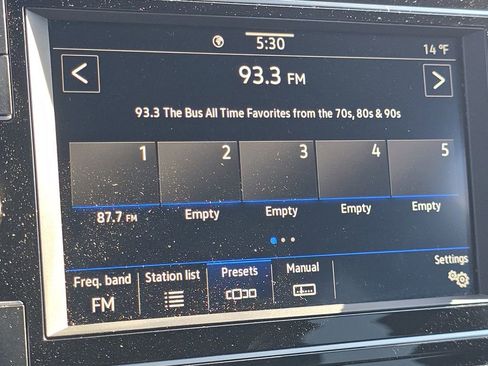 5:30
14 °F
93.3 FM
93.3 The Bus All Time Favorites from the 70s, 80s & 90s
1 2 3 4 5
87.7 FM Empty Empty Empty Empty
Freq. band Station list Presets Manual Settings
FM